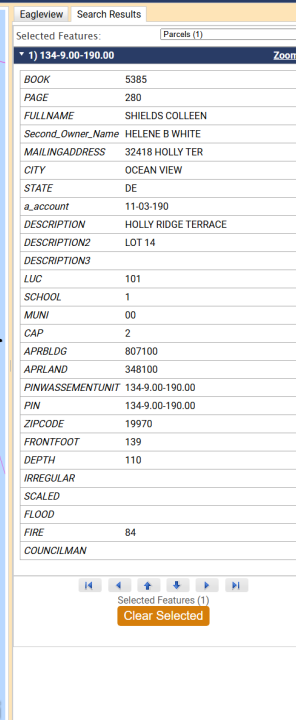 Eagleview Search Results
Selected Features: Parcels (1)
1) 134-9.00-190.00 Zoom
BOOK 5385
PAGE 280
FULLNAME SHIELDS COLLEEN
Second_Owner_Name HELENE B WHITE
MAILINGADDRESS 32418 HOLLY TER
CITY OCEAN VIEW
STATE DE
a_account 11-03-190
DESCRIPTION HOLLY RIDGE TERRACE
DESCRIPTION2 LOT 14
DESCRIPTION3
LUC 101
SCHOOL 1
MUNI 00
CAP 2
APRBLDG 807100
APRLAND 348100
PINWASSEMENTUNIT 134-9.00-190.00
PIN 134-9.00-190.00
ZIPCODE 19970
FRONTFOOT 139
DEPTH 110
IRREGULAR
SCALED
FLOOD
FIRE 84
COUNCILMAN
Selected Features (1)
Clear Selected